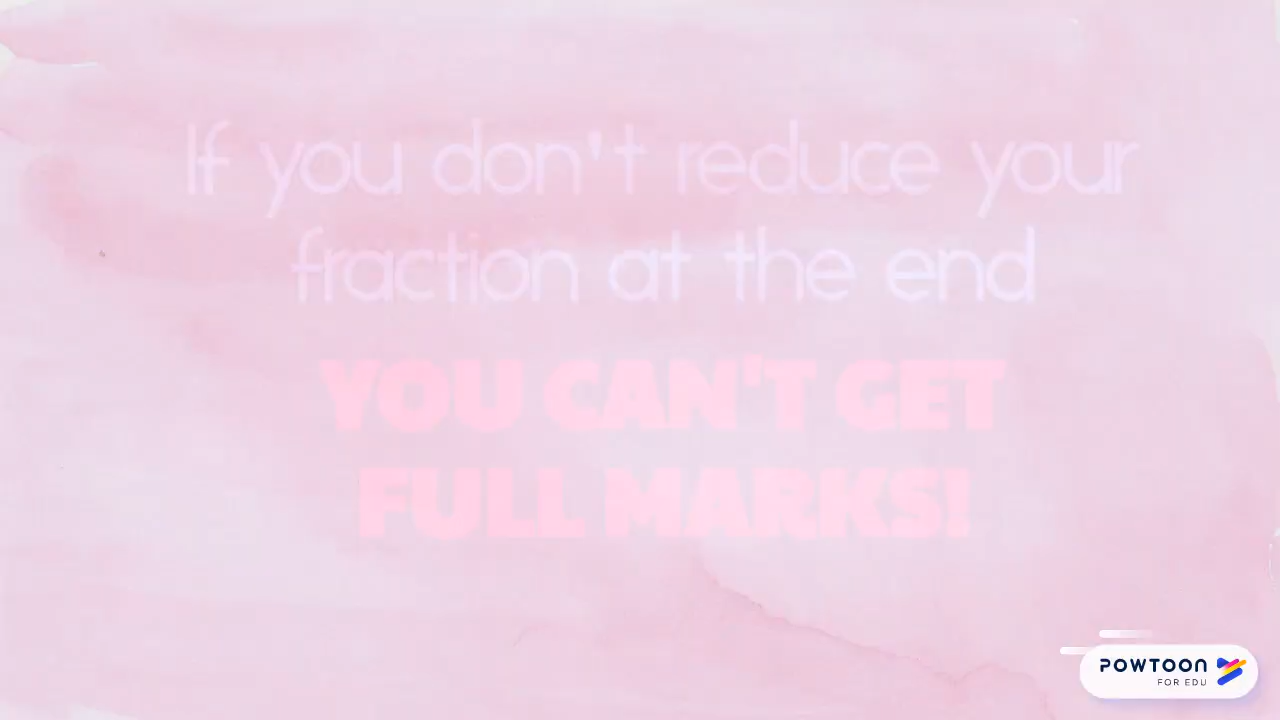 If you don't reduce your
fraction at the end
YOU CAN'T GET
FULL MARKS!
POWTOON
FOR EDU